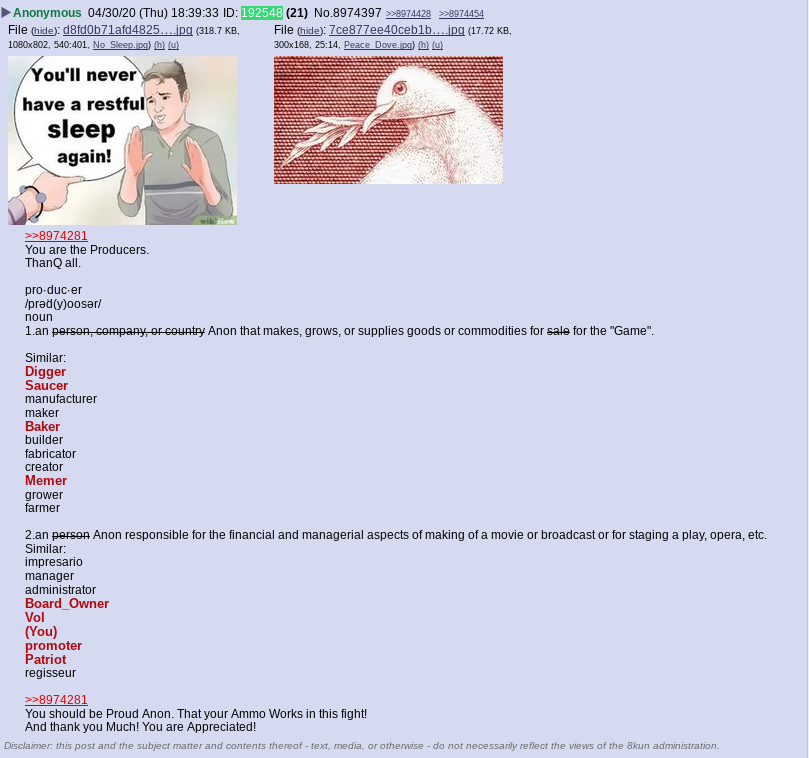 ▶Anonymous 04/30/20 (Thu) 18:39:33 ID: 192548 (21) No.8974397 >>8974428 >>8974454
File (hide): d8fd0b71afd4825….jpg (318.7 KB, 1080x802, 540:401, No_Sleep.jpg) (h) (u)
File (hide): 7ce877ee40ceb1b….jpg (17.72 KB, 300x168, 25:14, Peace_Dove.jpg) (h) (u)
You'll never
have a restful
sleep
again!
wikiHow
>>8974281
You are the Producers.
ThanQ all.
pro·duc·er
/prəd(y)oosər/
noun
1.an person, company, or country Anon that makes, grows, or supplies goods or commodities for sale for the "Game".
Similar:
Digger
Saucer
manufacturer
maker
Baker
builder
fabricator
creator
Memer
grower
farmer
2.an person Anon responsible for the financial and managerial aspects of making of a movie or broadcast or for staging a play, opera, etc.
Similar:
impresario
manager
administrator
Board_Owner
Vol
(You)
promoter
Patriot
regisseur
>>8974281
You should be Proud Anon. That your Ammo Works in this fight!
And thank you Much! You are Appreciated!
Disclaimer: this post and the subject matter and contents thereof - text, media, or otherwise - do not necessarily reflect the views of the 8kun administration.